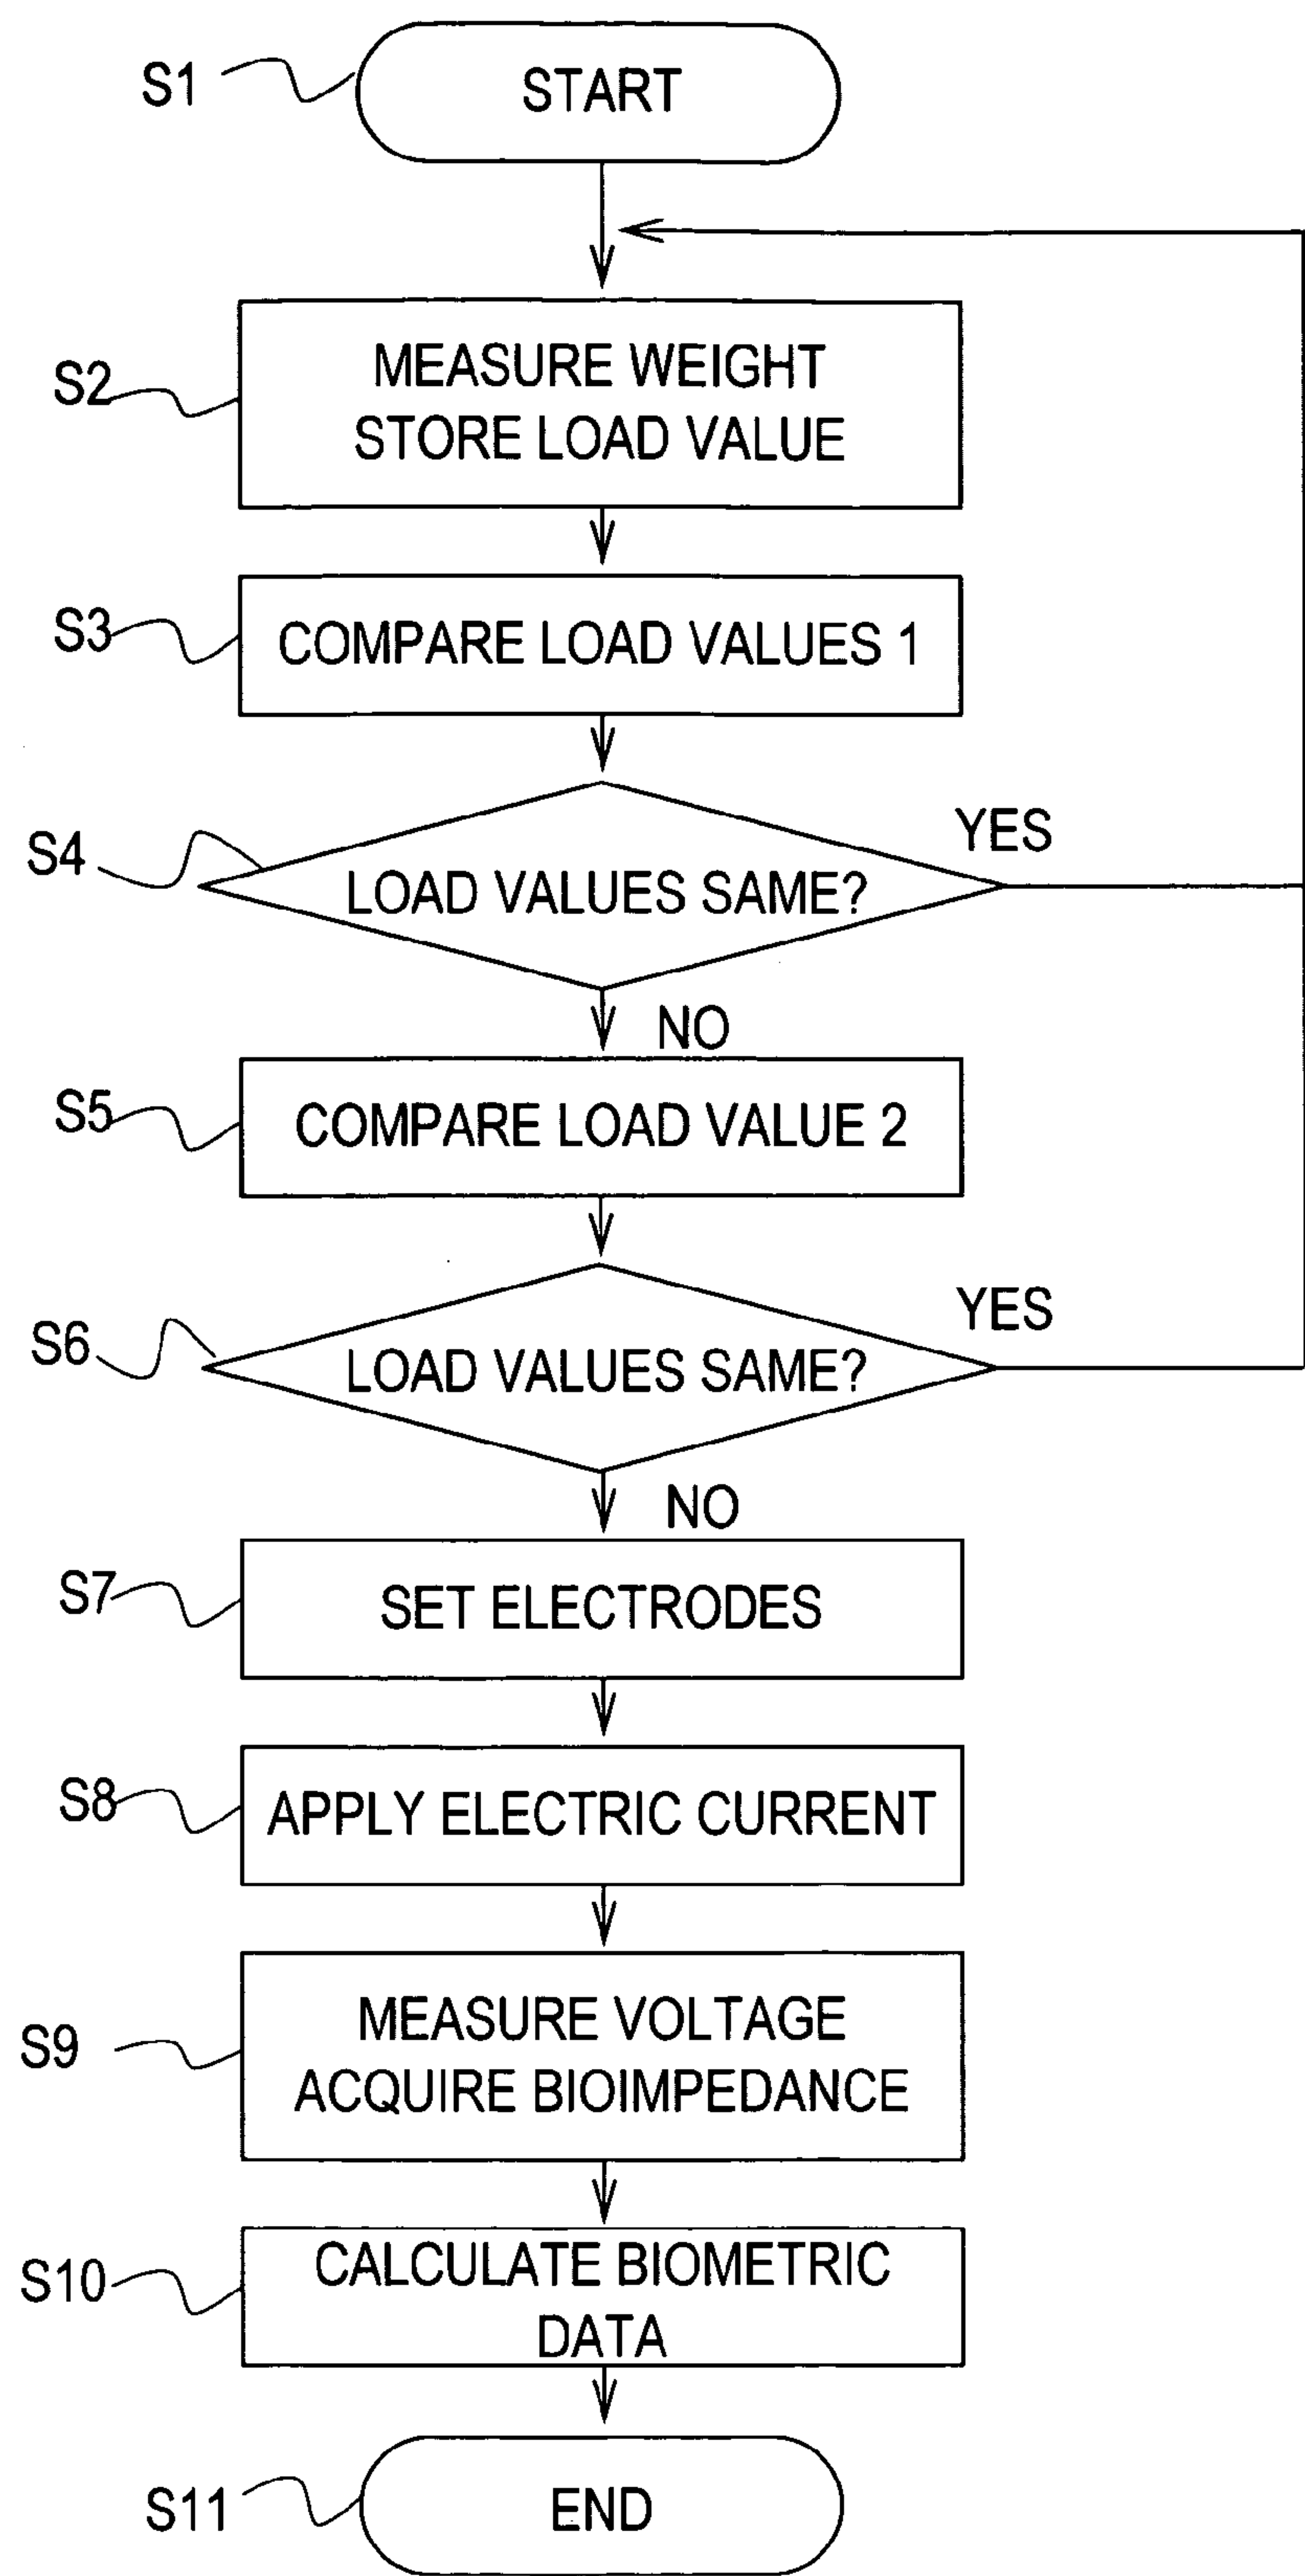 S1
START
S2
MEASURE WEIGHT
STORE LOAD VALUE
S3
COMPARE LOAD VALUES 1
S4
LOAD VALUES SAME?
YES
NO
S5
COMPARE LOAD VALUE 2
S6
LOAD VALUES SAME?
YES
NO
S7
SET ELECTRODES
S8
APPLY ELECTRIC CURRENT
S9
MEASURE VOLTAGE
ACQUIRE BIOIMPEDANCE
S10
CALCULATE BIOMETRIC
DATA
S11
END